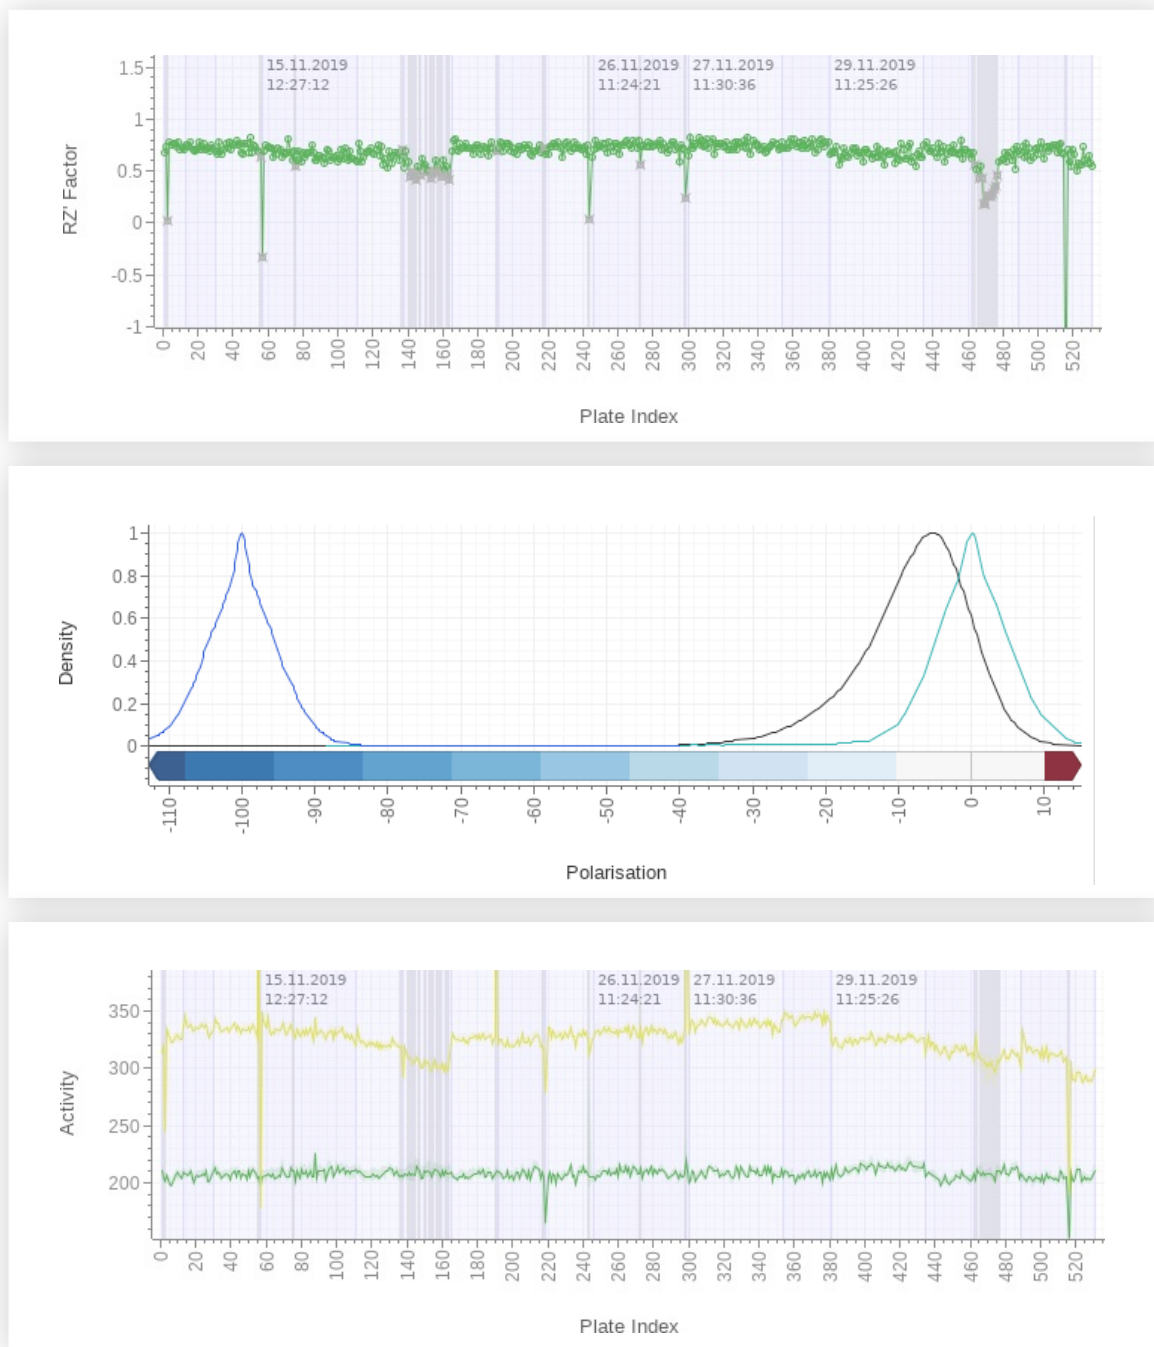 15.11.2019 26.11.2019 27.11.2019 29.11.2019
12:27:12 11:24:21 11:30:36 11:25:26
1.5
1
0.5
0
-0.5
-1
RZ' Factor
0 20 40 60 80 100 120 140 160 180 200 220 240 260 280 300 320 340 360 380 400 420 440 460 480 500 520
Plate Index
1
0.8
0.6
0.4
0.2
0
Density
-110 -100 -90 -80 -70 -60 -50 -40 -30 -20 -10 0 10
Polarisation
15.11.2019 26.11.2019 27.11.2019 29.11.2019
12:27:12 11:24:21 11:30:36 11:25:26
350
300
250
200
Activity
0 20 40 60 80 100 120 140 160 180 200 220 240 260 280 300 320 340 360 380 400 420 440 460 480 500 520
Plate Index